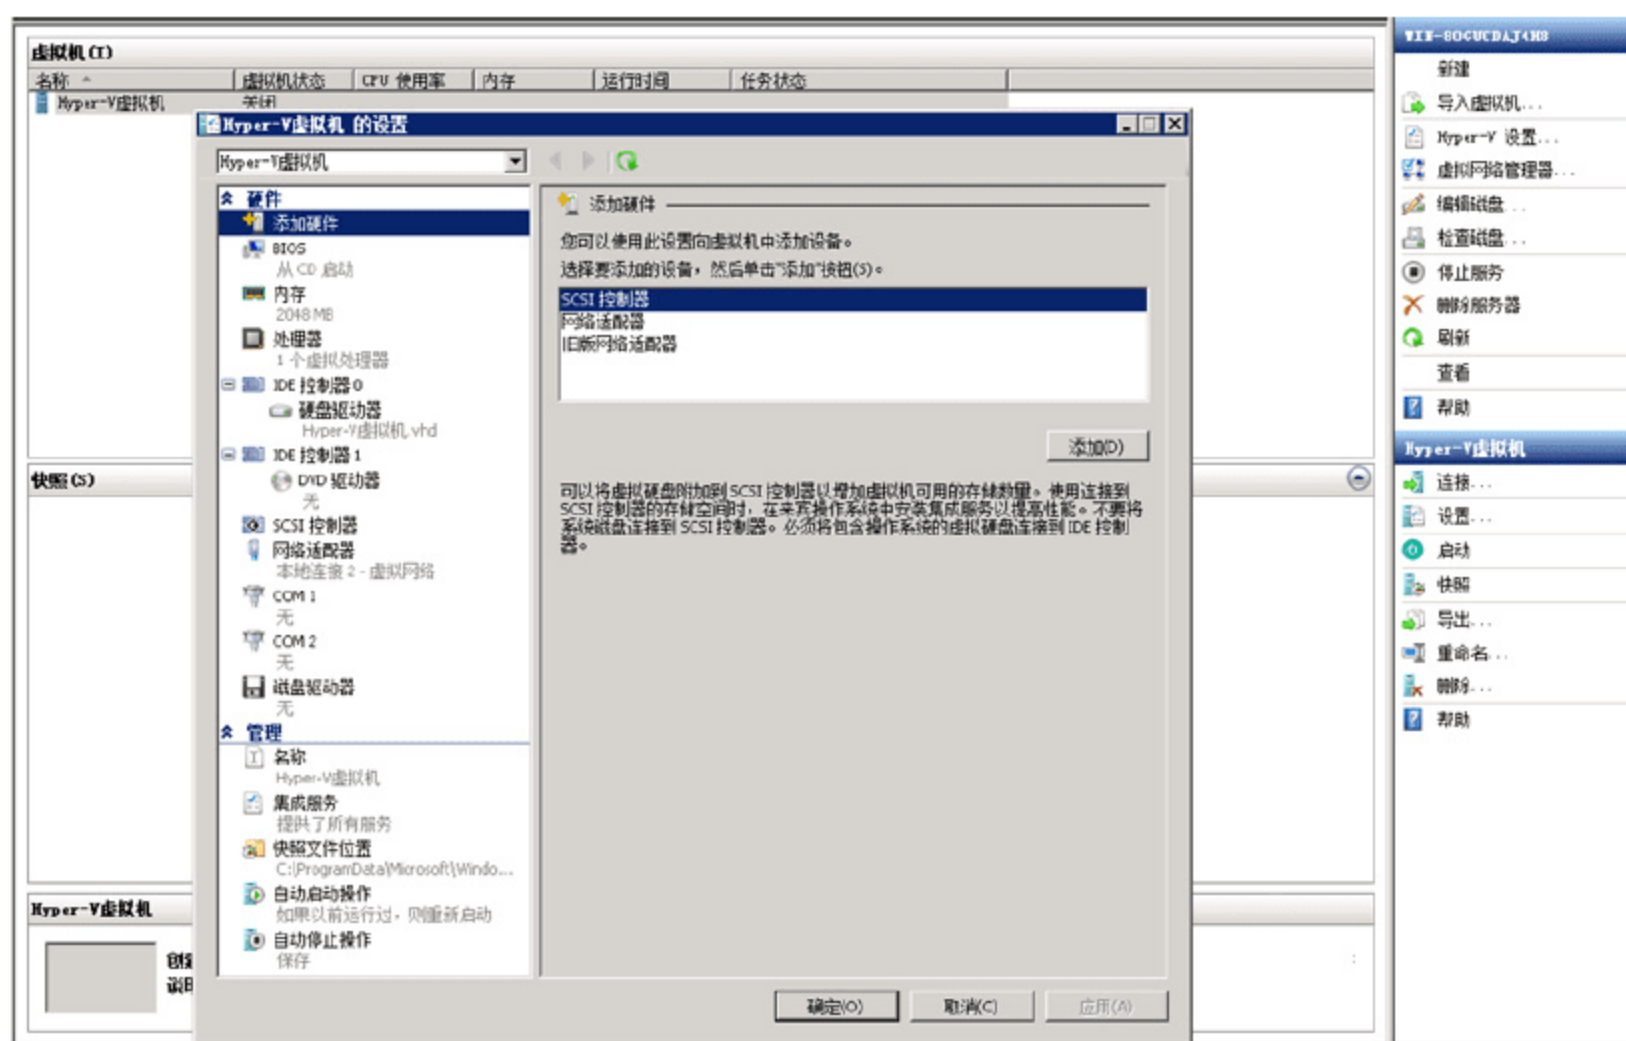 虚拟机(I)
名称 虚拟机状态 CPU 使用率 内存 运行时间 任务状态
Hyper-V虚拟机 关闭
Hyper-V虚拟机 的设置
Hyper-V虚拟机
硬件
添加硬件
BIOS
从 CD 启动
内存
2048 MB
处理器
1 个虚拟处理器
IDE 控制器 0
硬盘驱动器
Hyper-V虚拟机.vhd
IDE 控制器 1
DVD 驱动器
无
SCSI 控制器
网络适配器
本地连接 2 - 虚拟网络
COM 1
无
COM 2
无
磁盘驱动器
无
管理
名称
Hyper-V虚拟机
集成服务
提供了所有服务
快照文件位置
C:\ProgramData\Microsoft\Windo...
自动启动操作
如果以前运行过，则重新启动
自动停止操作
保存
添加硬件
您可以使用此设置向虚拟机中添加设备。
选择要添加的设备，然后单击"添加"按钮(S)。
SCSI 控制器
网络适配器
旧版网络适配器
添加(D)
可以将虚拟硬盘附加到 SCSI 控制器以增加虚拟机可用的存储数量。使用连接到
SCSI 控制器的存储空间时，在来宾操作系统中安装集成服务以提高性能。不要将
系统磁盘连接到 SCSI 控制器。必须将包含操作系统的虚拟硬盘连接到 IDE 控制
器。
确定(O) 取消(C) 应用(A)
快照(S)
Hyper-V虚拟机
创建
说明
新建
导入虚拟机...
Hyper-V 设置...
虚拟网络管理器...
编辑磁盘...
检查磁盘...
停止服务
删除服务器
刷新
查看
帮助
Hyper-V虚拟机
连接...
设置...
启动
快照
导出...
重命名...
删除...
帮助